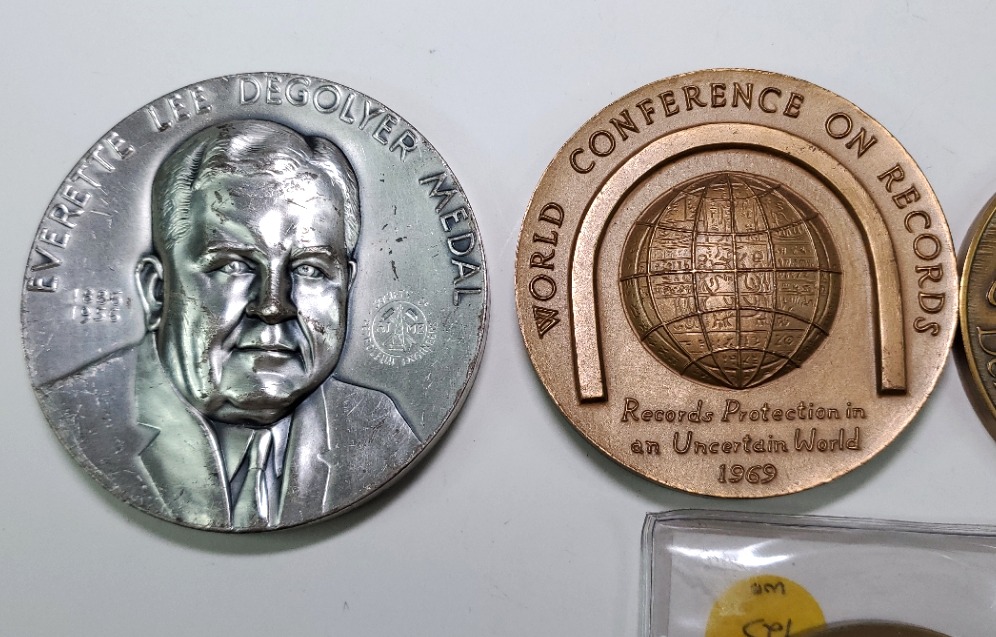 EVERETTE LEE DEGOLYER MEDAL
1886
1956
WORLD CONFERENCE ON RECORDS
Records Protection in
an Uncertain World
1969